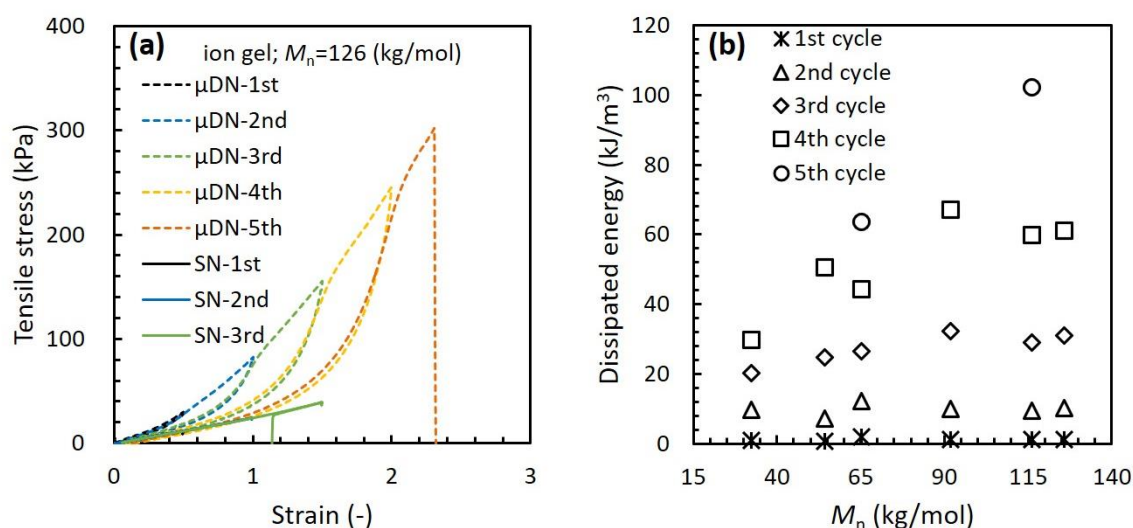 (a)
ion gel; Mn=126 (kg/mol)
μDN-1st
μDN-2nd
μDN-3rd
μDN-4th
μDN-5th
SN-1st
SN-2nd
SN-3rd
Tensile stress (kPa)
400
300
200
100
0
0 1 2 3
Strain (-)
(b)
1st cycle
2nd cycle
3rd cycle
4th cycle
5th cycle
Dissipated energy (kJ/m³)
120
100
80
60
40
20
0
15 40 65 90 115 140
Mn (kg/mol)